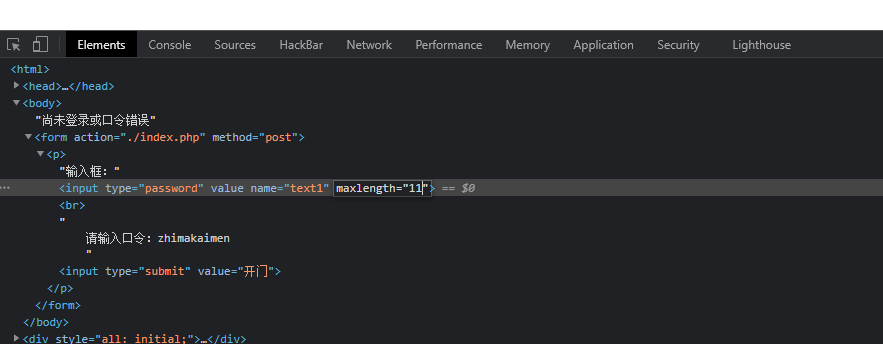 Elements Console Sources HackBar Network Performance Memory Application Security Lighthouse
<html>
<head>…</head>
<body>
"尚未登录或口令错误"
<form action="./index.php" method="post">
<p>
"输入框："
<input type="password" value name="text1" maxlength="11"> == $0
<br>
"
请输入口令：zhimakaimen
"
<input type="submit" value="开门">
</p>
</form>
</body>
<div style="all: initial;">…</div>